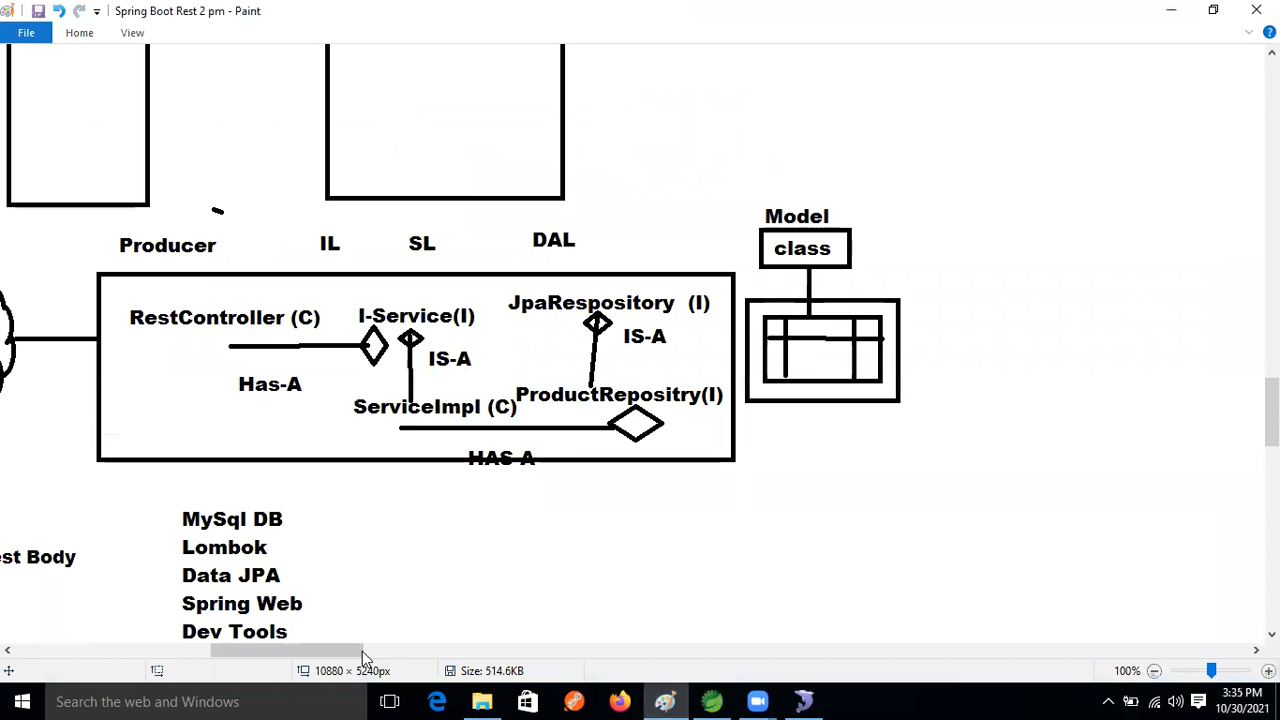 Spring Boot Rest 2 pm - Paint
File Home View
Model
class
Producer IL SL DAL
RestController (C) I-Service(I) JpaRespository (I)
IS-A IS-A
Has-A
ServiceImpl (C) ProductRepositry(I)
HAS-A
MySql DB
Lombok
est Body
Data JPA
Spring Web
Dev Tools
10880 × 5240px Size: 514.6KB 100%
Search the web and Windows
3:35 PM
10/30/2021